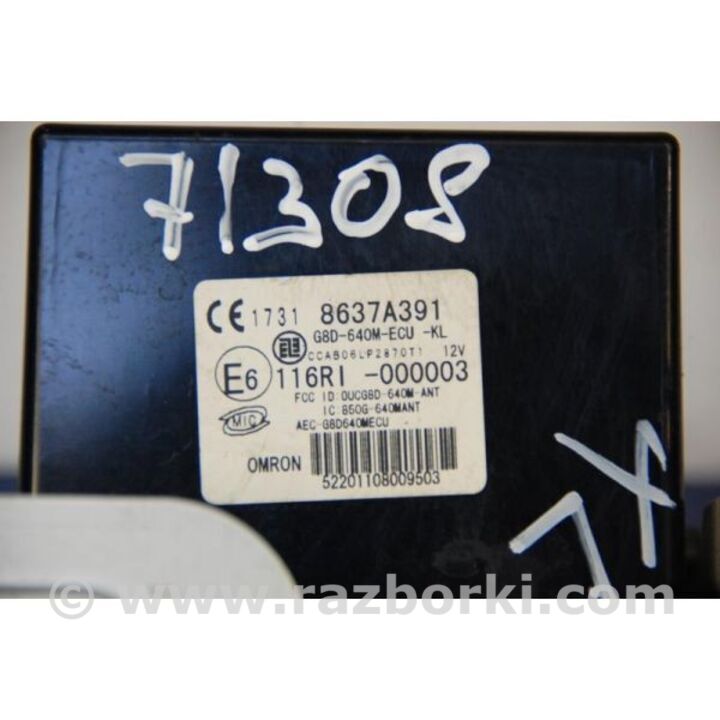 71308
CE 1731 8637A391
G8D-640M-ECU -KL
CCAB06LP2870T1 12V
E6 116RI -000003
FCC ID:OUCG8D-640M-ANT
IC:850G-640MANT
MIC AEC-G8D640MECU
OMRON
52201108009503
© www.razborki.com